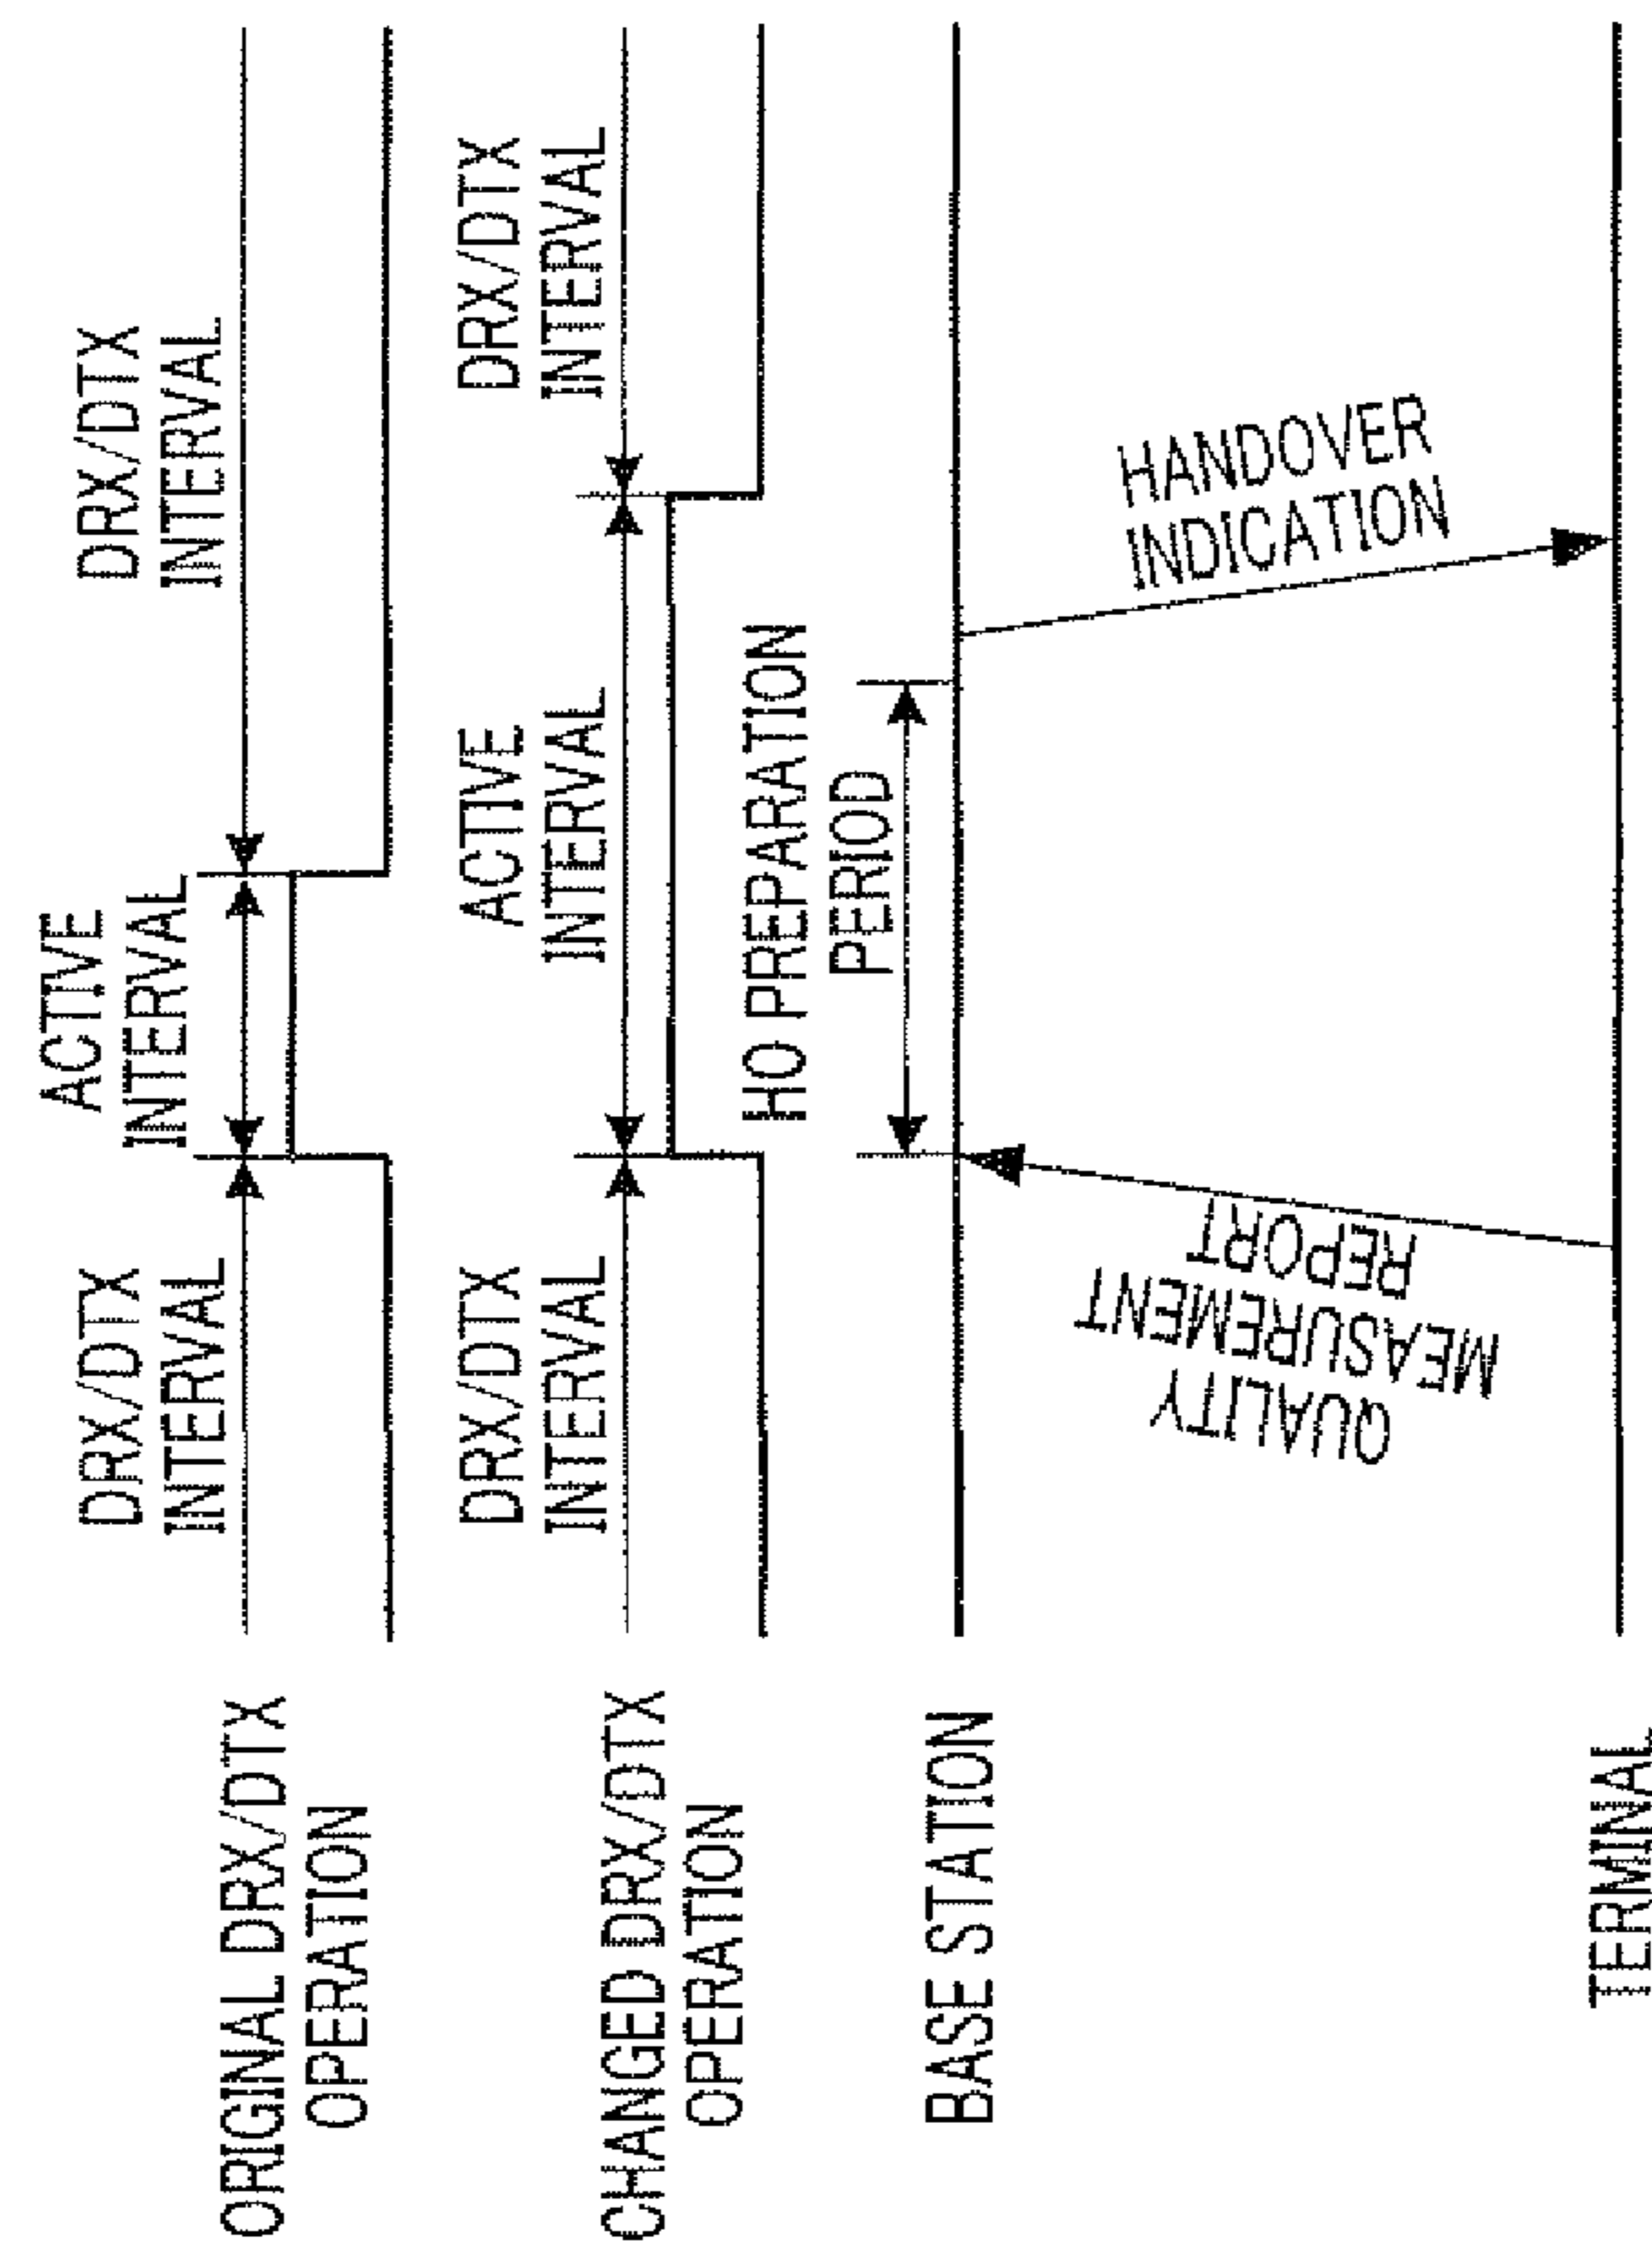 ORIGINAL DRX/DTX
OPERATION
DRX/DTX
INTERVAL
ACTIVE
INTERVAL
DRX/DTX
INTERVAL
CHANGED DRX/DTX
OPERATION
DRX/DTX
INTERVAL
ACTIVE
INTERVAL
DRX/DTX
INTERVAL
BASE STATION
HO PREPARATION
PERIOD
QUALITY
MEASUREMENT
REPORT
HANDOVER
INDICATION
TERMINAL